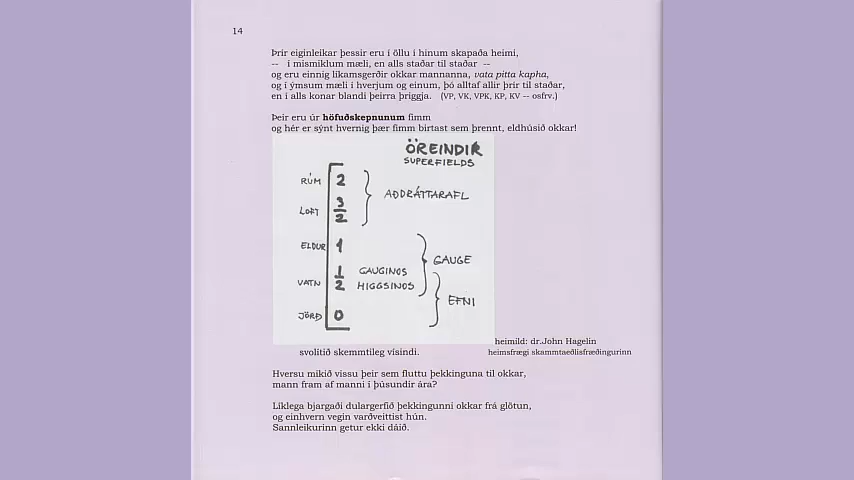 14
Þrír eiginleikar þessir eru í öllu í hinum skapaða heimi,
-- í mismiklum mæli, en alls staðar til staðar --
og eru einnig líkamsgerðir okkar mannanna, vata pitta kapha,
og í ýmsum mæli í hverjum og einum, þó alltaf allir þrír til staðar,
en í alls konar blandi þeirra þriggja. (VP, VK, VPK, KP, KV -- osfrv.)
Þeir eru úr höfuðskepnunum fimm
og hér er sýnt hvernig þær fimm birtast sem þrennt, eldhúsið okkar!
ÖREINDIR
SUPERFIELDS
RÚM 2
AÐDRÁTTARAFL
LOFT 3/2
ELDUR 1
GAUGE
VATN 1/2 GAUGINOS HIGGSINOS
EFNI
JÖRÐ 0
heimild: dr.John Hagelin
svolítið skemmtileg vísindi. heimsfrægi skammtaeðlisfræðingurinn
Hversu mikið vissu þeir sem fluttu þekkinguna til okkar,
mann fram af manni í þúsundir ára?
Líklega bjargaði dulargerfið þekkingunni okkar frá glötun,
og einhvern vegin varðveittist hún.
Sannleikurinn getur ekki dáið.